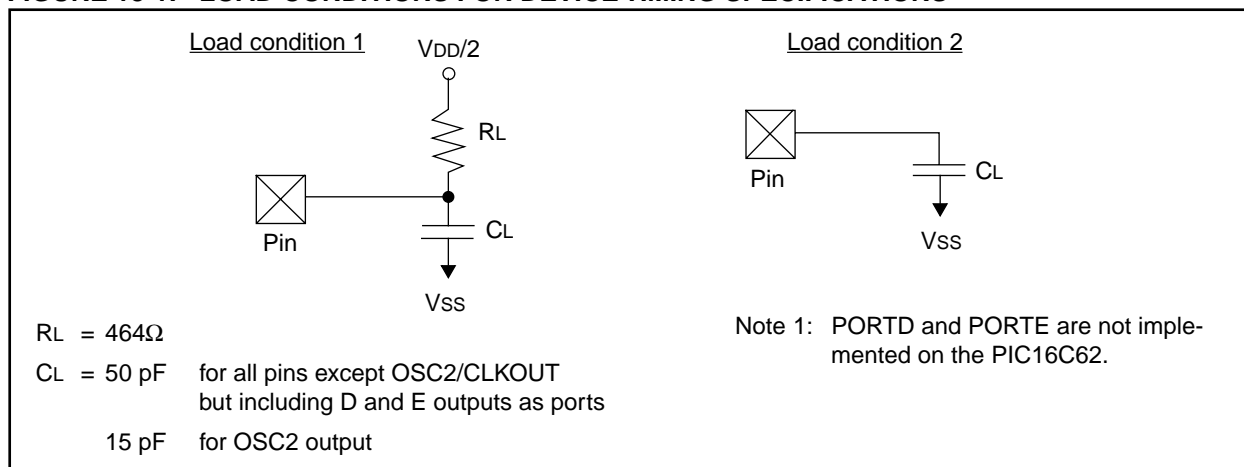 Load condition 1
VDD/2
RL
Pin
CL
VSS
RL = 464Ω
CL = 50 pF for all pins except OSC2/CLKOUT
but including D and E outputs as ports
15 pF for OSC2 output
Load condition 2
Pin
CL
VSS
Note 1: PORTD and PORTE are not imple-
mented on the PIC16C62.